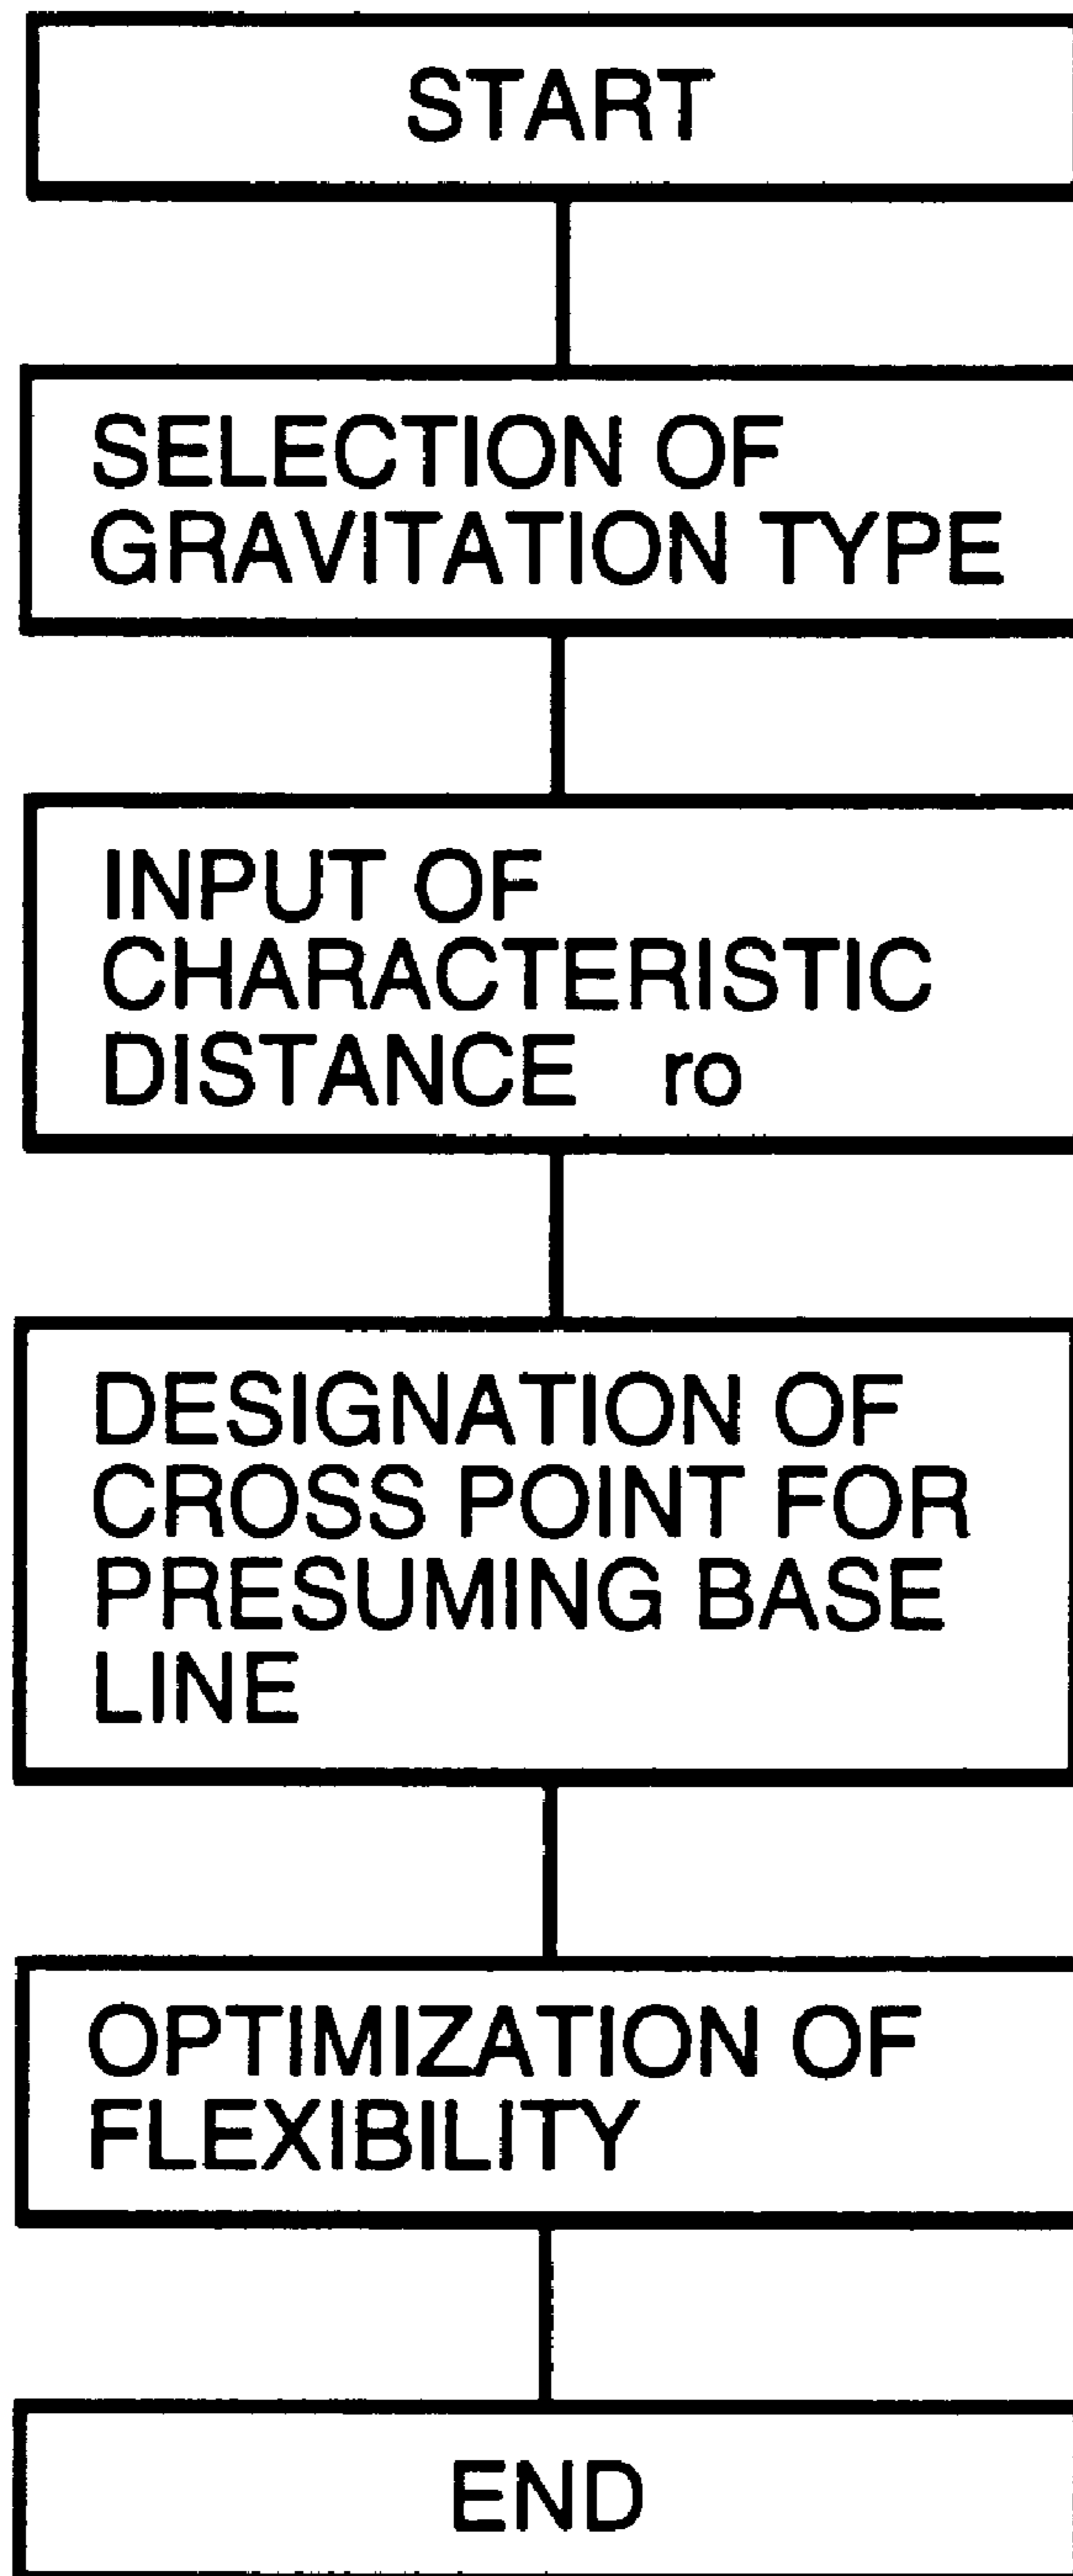 START
SELECTION OF
GRAVITATION TYPE
INPUT OF
CHARACTERISTIC
DISTANCE ro
DESIGNATION OF
CROSS POINT FOR
PRESUMING BASE
LINE
OPTIMIZATION OF
FLEXIBILITY
END